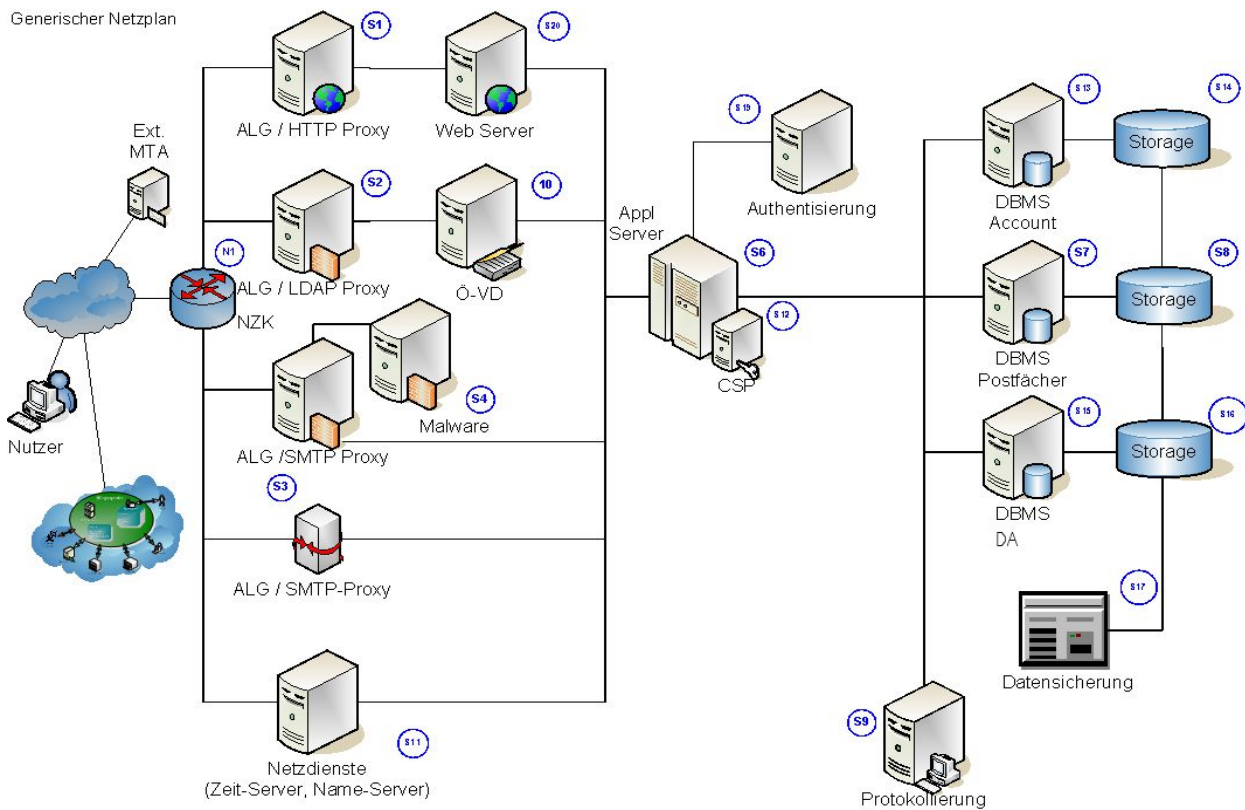 Generischer Netzplan
S1
S20
ALG / HTTP Proxy
Web Server
Ext.
MTA
S2
10
N1
ALG / LDAP Proxy
Ö-VD
NZK
Nutzer
S4
Malware
ALG /SMTP Proxy
S3
ALG / SMTP-Proxy
S11
Netzdienste
(Zeit-Server, Name-Server)
S19
Authentisierung
Appl
Server
S6
S12
CSP
S13
S14
Storage
DBMS
Account
S7
S8
Storage
DBMS
Postfächer
S15
S16
Storage
DBMS
DA
S17
Datensicherung
S9
Protokollierung